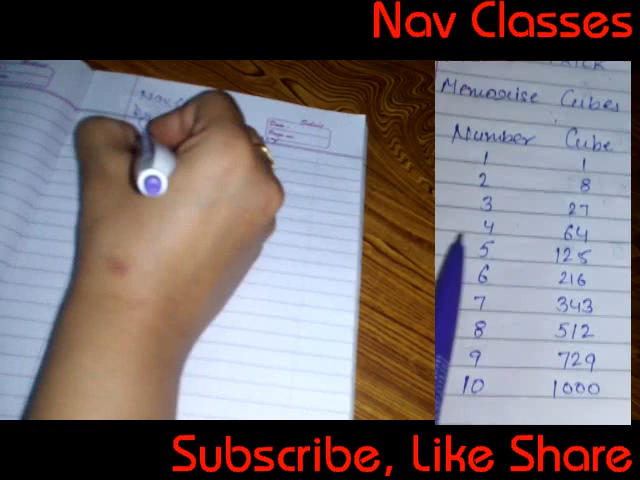 Nav Classes
TRICK
Memorise Cubes
Number Cube
1 1
2 8
3 27
4 64
5 125
6 216
7 343
8 512
9 729
10 1000
Subscribe, Like Share